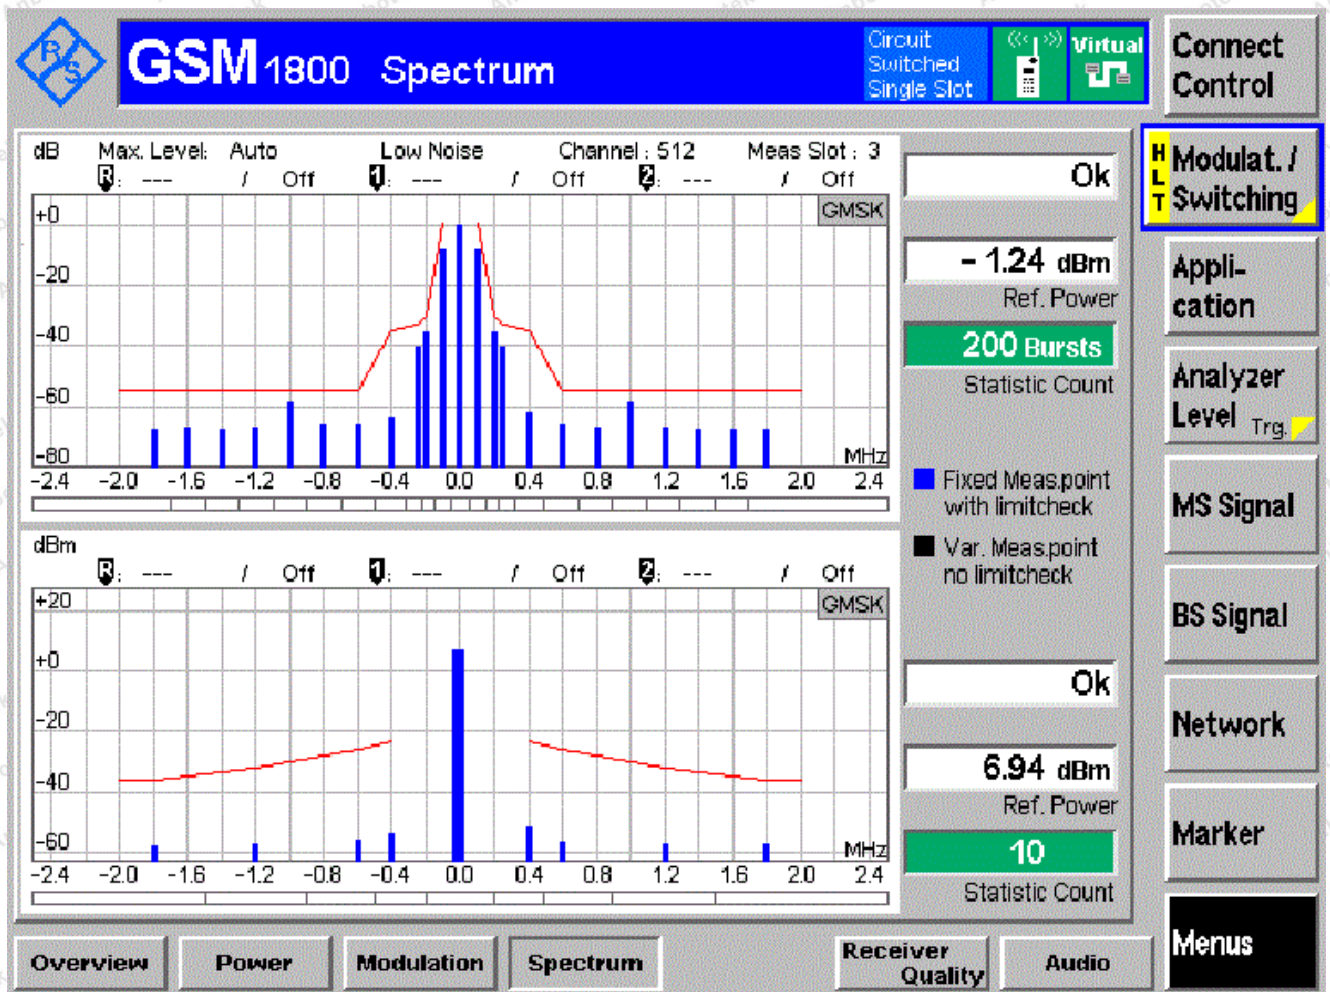 R S
GSM 1800 Spectrum
Circuit
Switched
Single Slot
Virtual
Connect
Control
dB Max. Level: Auto Low Noise Channel : 512 Meas Slot : 3
R : --- / Off 1 : --- / Off 2 : --- / Off
GMSK
+0
-20
-40
-60
-80
MHz
-2.4 -2.0 -1.6 -1.2 -0.8 -0.4 0.0 0.4 0.8 1.2 1.6 2.0 2.4
Ok
- 1.24 dBm
Ref. Power
200 Bursts
Statistic Count
Fixed Meas.point
with limitcheck
Var. Meas.point
no limitcheck
dBm
R : --- / Off 1 : --- / Off 2 : --- / Off
GMSK
+20
+0
-20
-40
-60
MHz
-2.4 -2.0 -1.6 -1.2 -0.8 -0.4 0.0 0.4 0.8 1.2 1.6 2.0 2.4
Ok
6.94 dBm
Ref. Power
10
Statistic Count
HLT
Modulat. /
Switching
Appli-
cation
Analyzer
Level Trg.
MS Signal
BS Signal
Network
Marker
Menus
Overview
Power
Modulation
Spectrum
Receiver
Quality
Audio